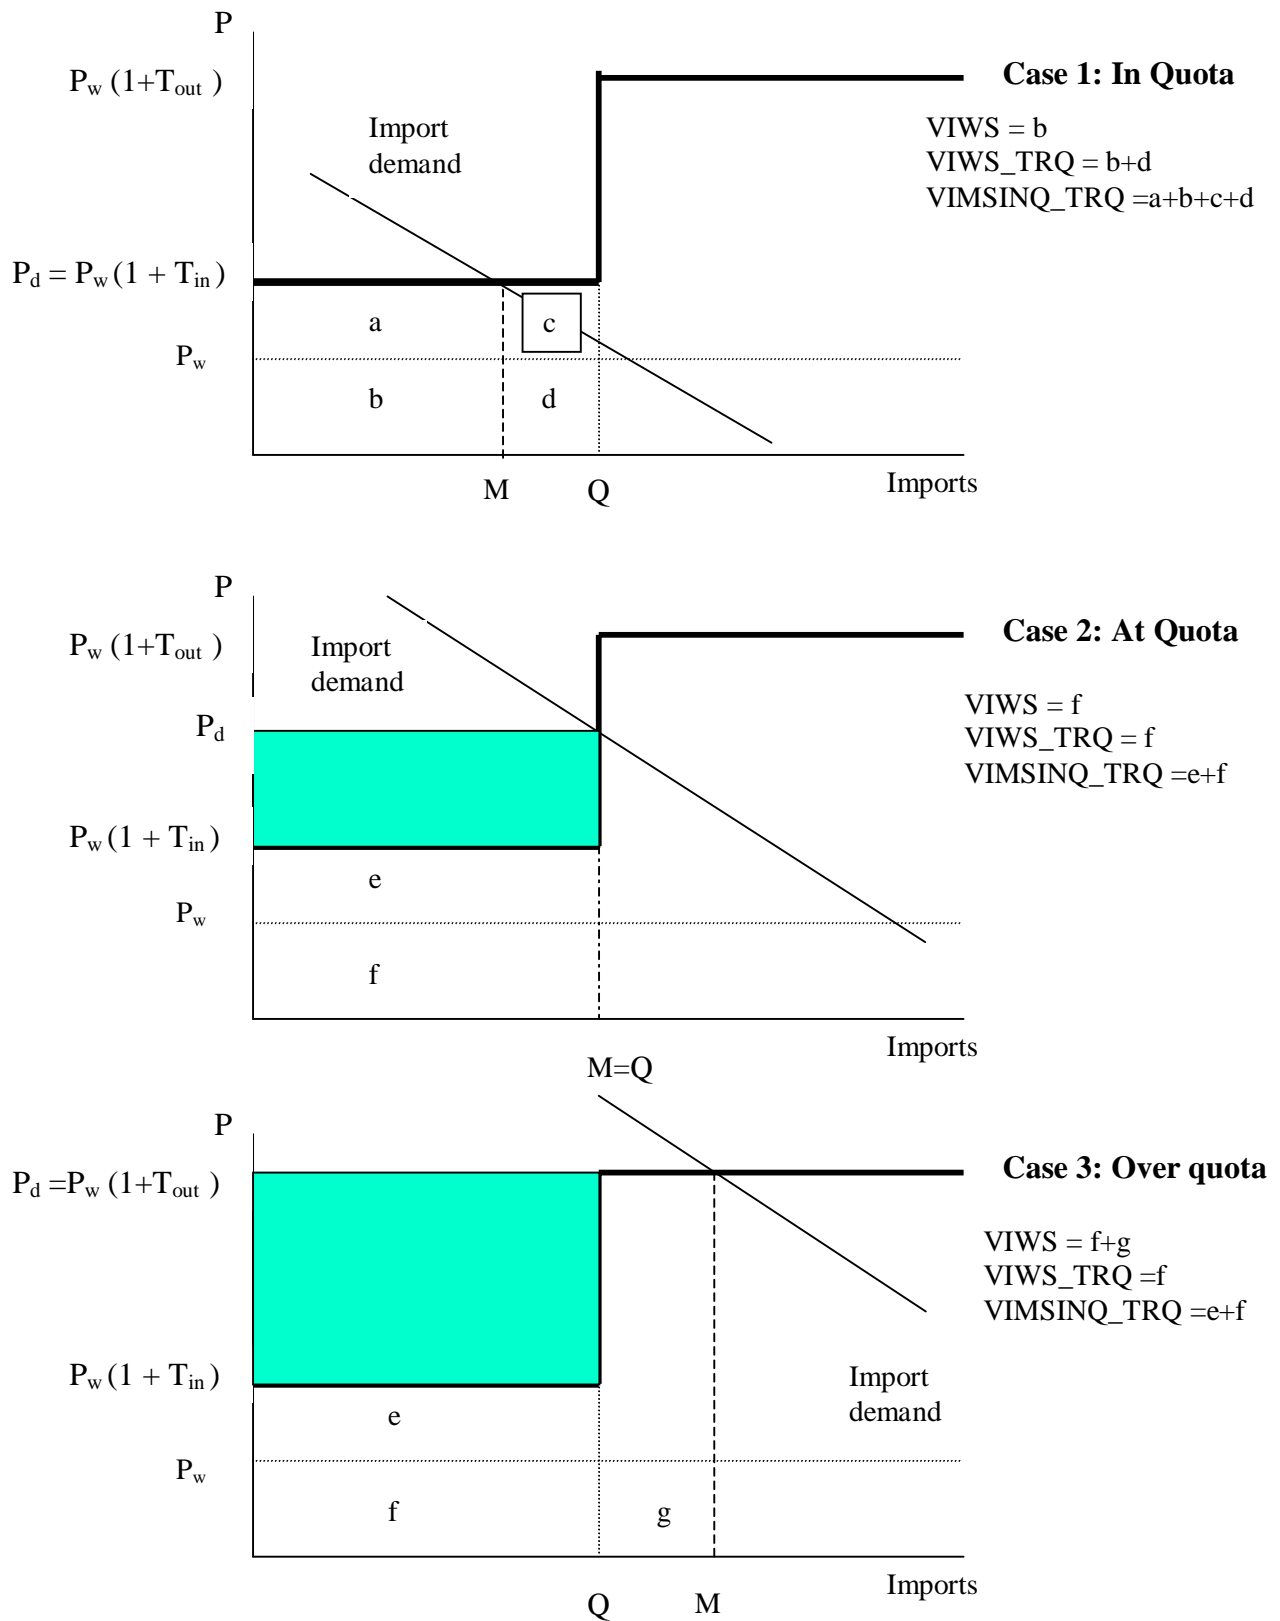 P
P_w (1+T_out )
Case 1: In Quota
Import
demand
VIWS = b
VIWS_TRQ = b+d
VIMSINQ_TRQ =a+b+c+d
P_d = P_w (1 + T_in )
a
c
P_w
b
d
M
Q
Imports
P
P_w (1+T_out )
Case 2: At Quota
Import
demand
P_d
VIWS = f
VIWS_TRQ = f
VIMSINQ_TRQ =e+f
P_w (1 + T_in )
e
P_w
f
Imports
M=Q
P
P_d =P_w (1+T_out )
Case 3: Over quota
VIWS = f+g
VIWS_TRQ =f
VIMSINQ_TRQ =e+f
P_w (1 + T_in )
Import
demand
e
P_w
f
g
Imports
Q
M